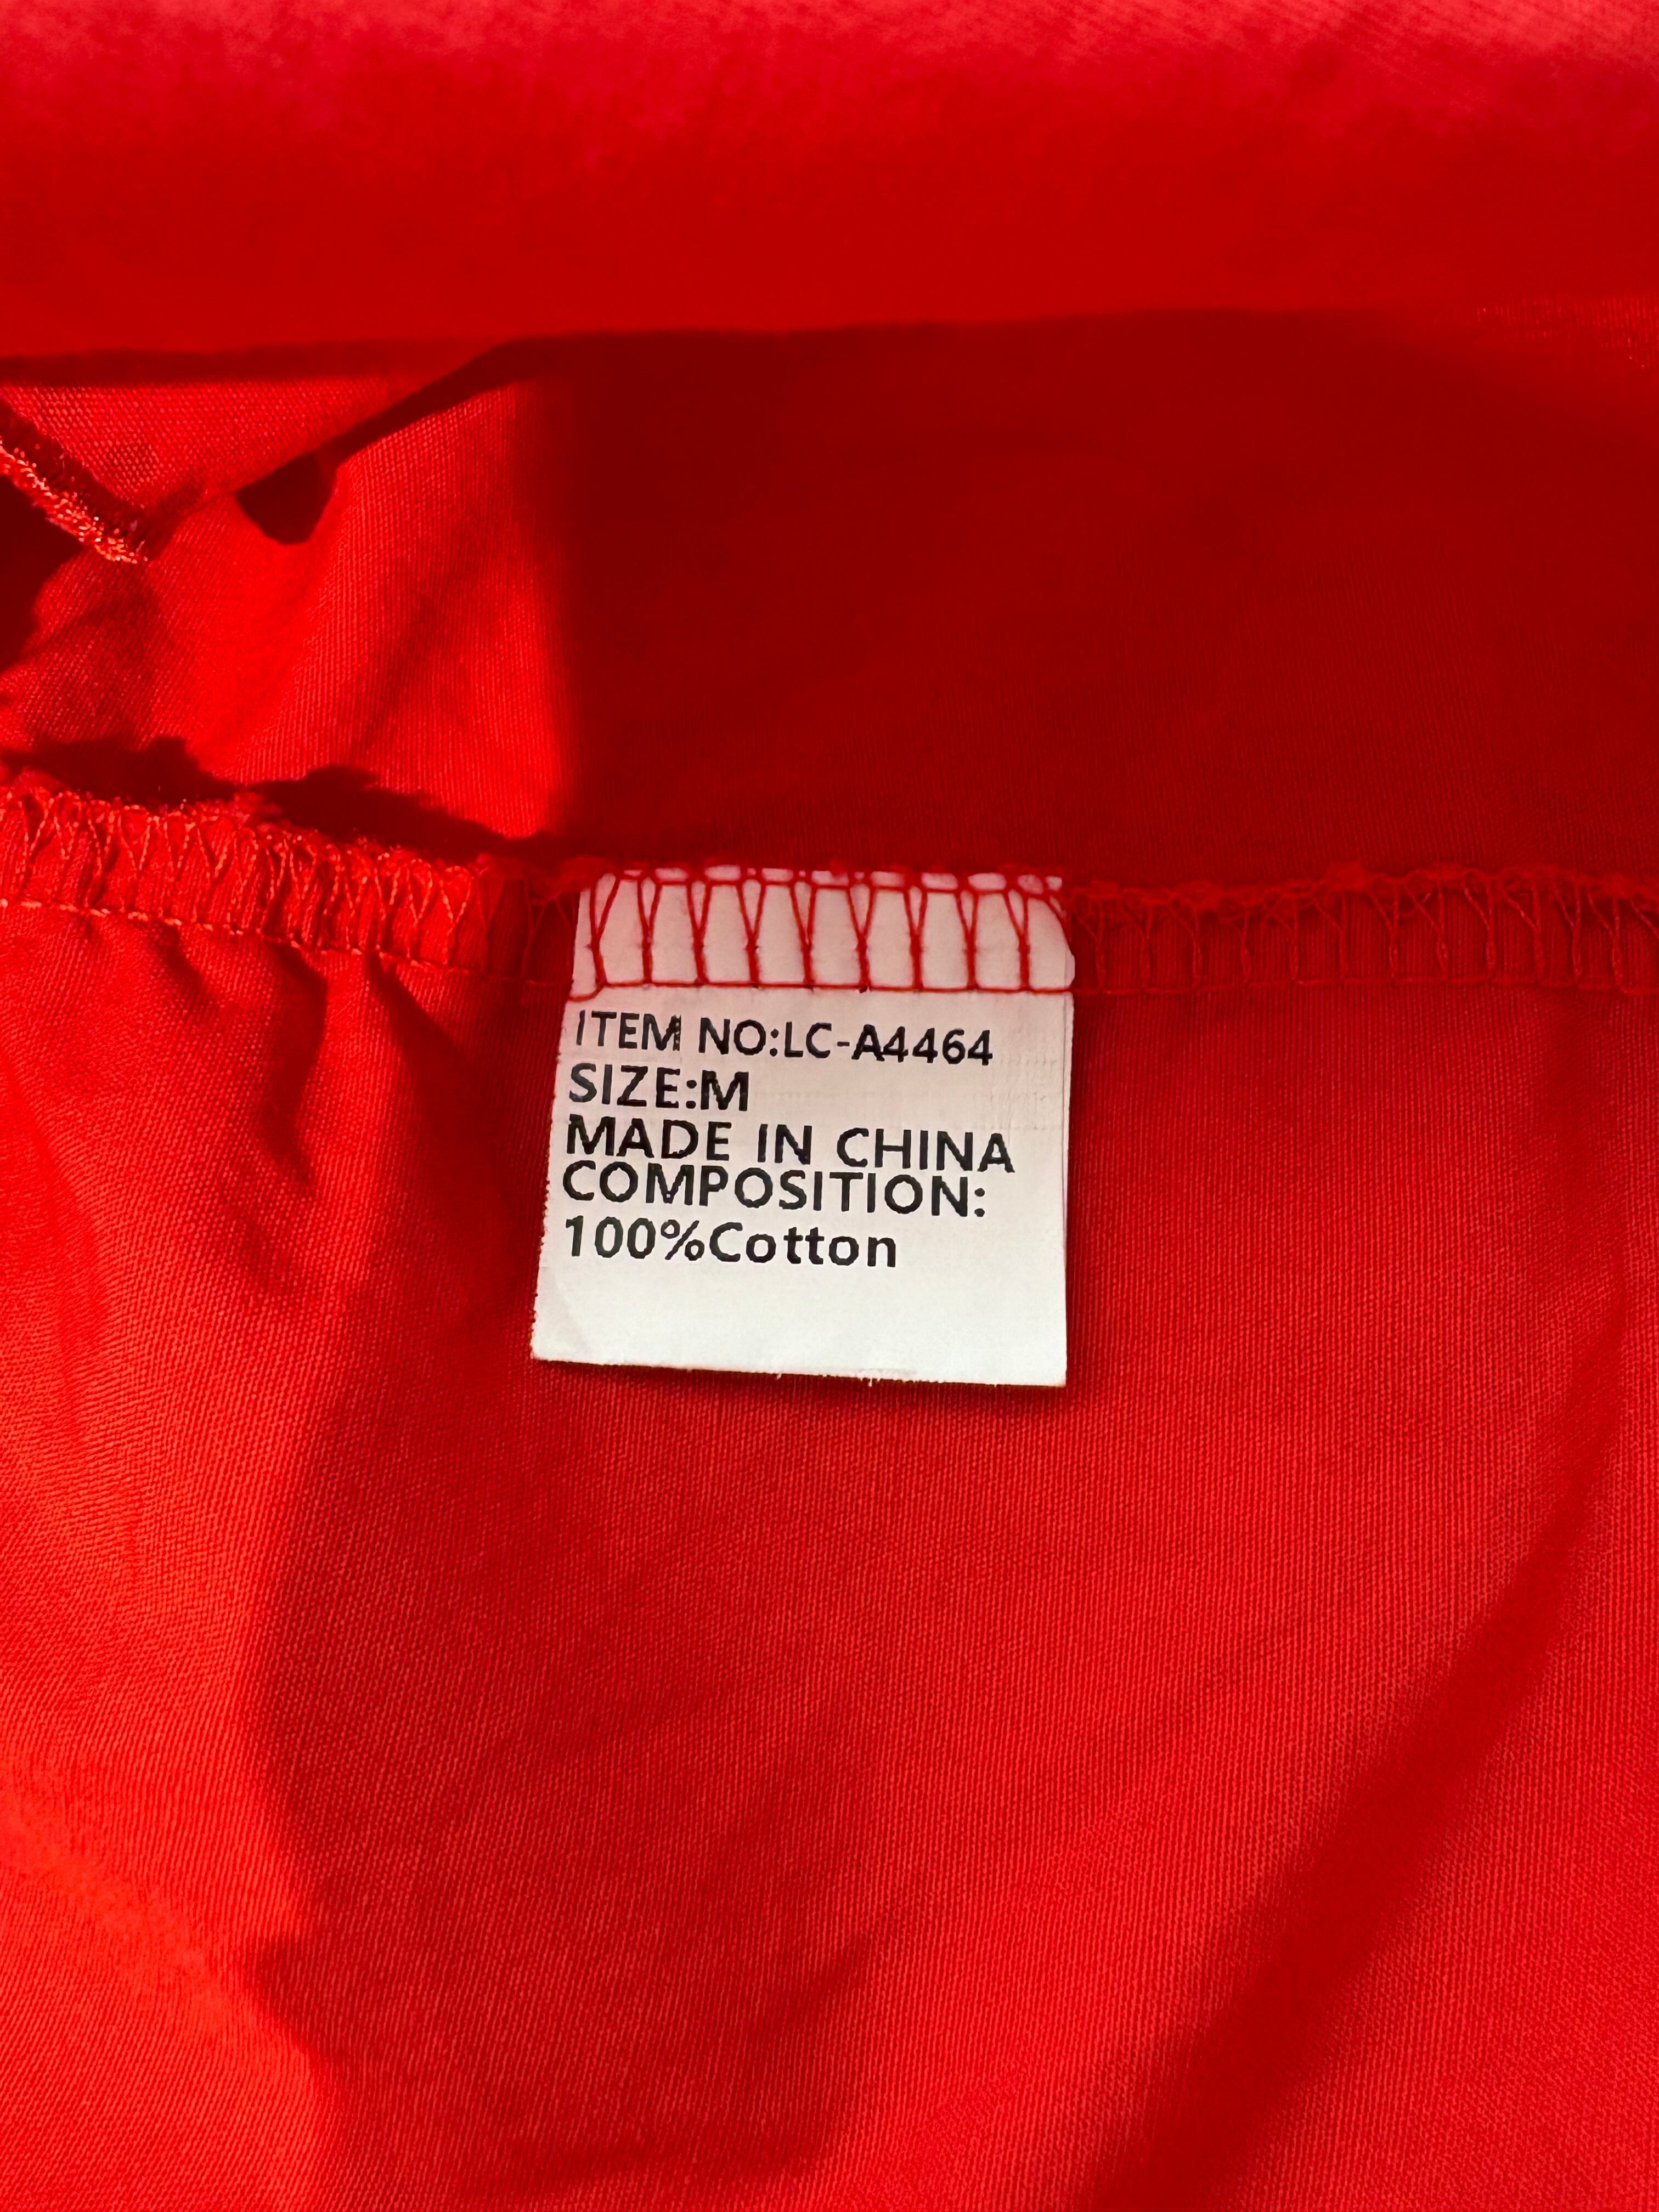 ITEM NO:LC-A4464
SIZE:M
MADE IN CHINA
COMPOSITION:
100%Cotton